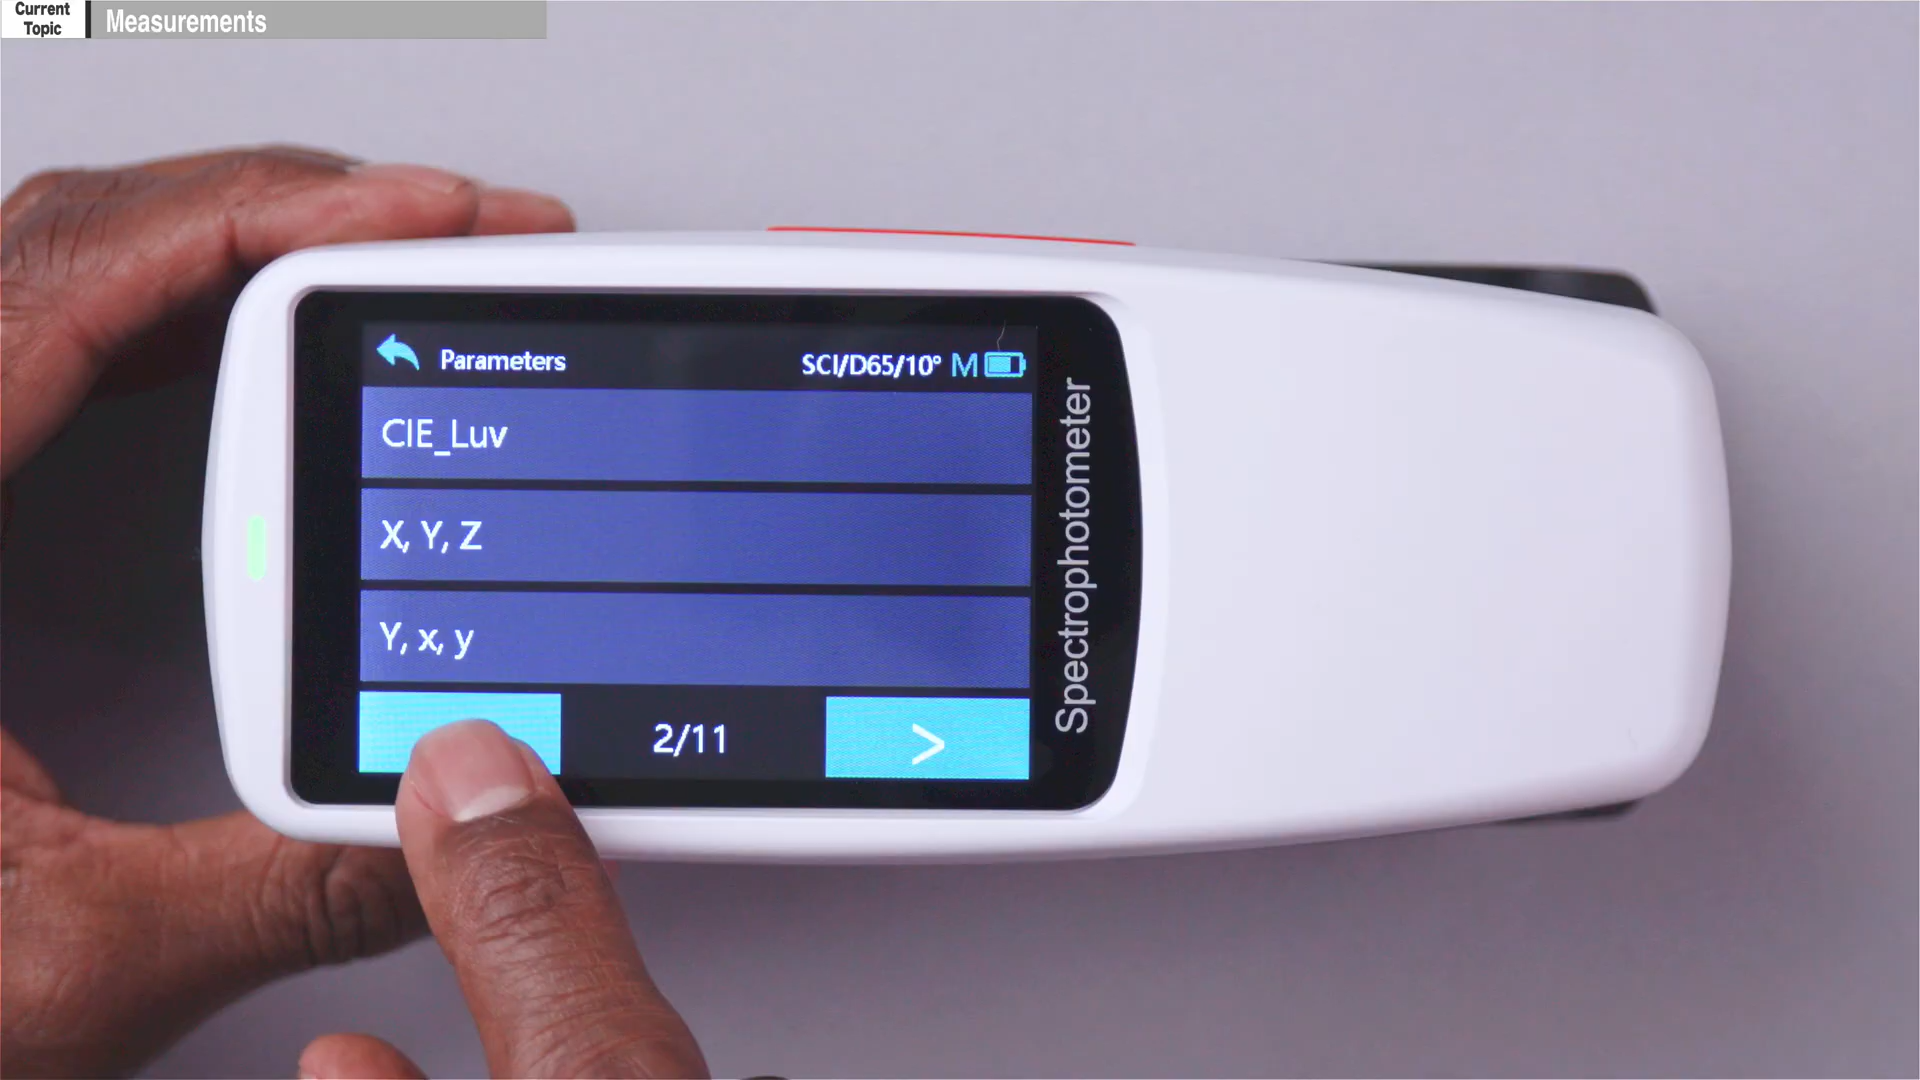 Current
Topic
Measurements
Parameters
SCI/D65/10° M
CIE_Luv
X, Y, Z
Y, x, y
2/11 >
Spectrophotometer